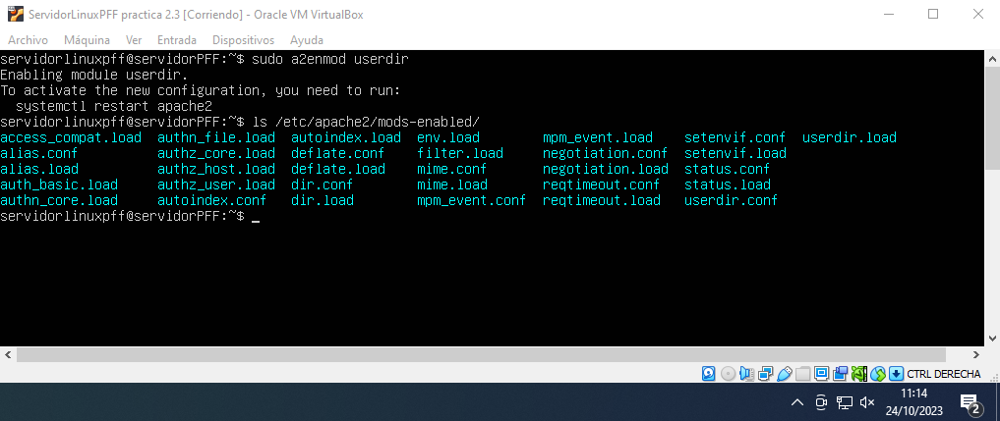 ServidorLinuxPFF practica 2.3 [Corriendo] - Oracle VM VirtualBox
Archivo Máquina Ver Entrada Dispositivos Ayuda
servidorlinuxpff@servidorPFF:~$ sudo a2enmod userdir
Enabling module userdir.
To activate the new configuration, you need to run:
  systemctl restart apache2
servidorlinuxpff@servidorPFF:~$ ls /etc/apache2/mods-enabled/
access_compat.load authn_file.load autoindex.load env.load mpm_event.load setenvif.conf userdir.load
alias.conf authz_core.load deflate.conf filter.load negotiation.conf setenvif.load
alias.load authz_host.load deflate.load mime.conf negotiation.load status.conf
auth_basic.load authz_user.load dir.conf mime.load reqtimeout.conf status.load
authn_core.load autoindex.conf dir.load mpm_event.conf reqtimeout.load userdir.conf
servidorlinuxpff@servidorPFF:~$ _
CTRL DERECHA
11:14
24/10/2023
2